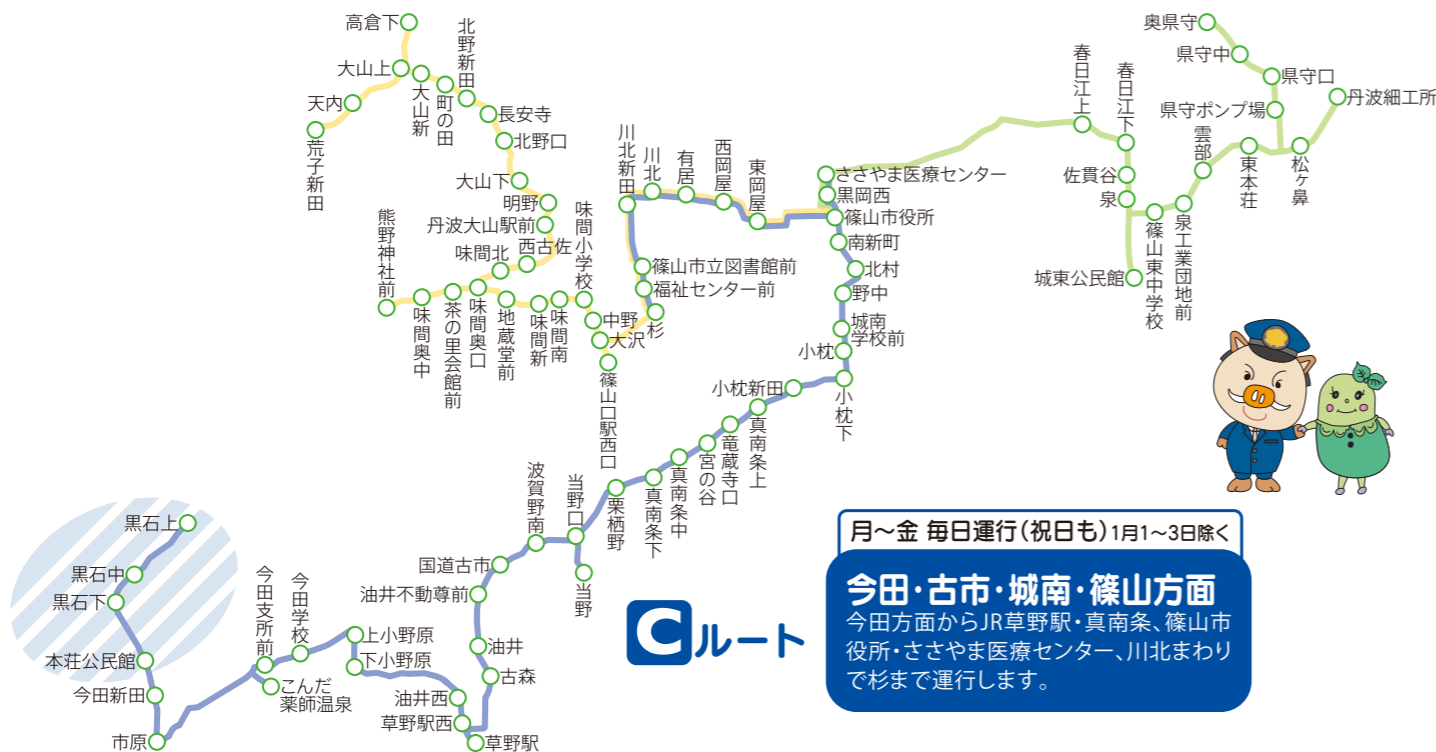 高倉下
大山上
天内
荒子新田
大山新
町の田
北野新田
長安寺
北野口
大山下
明野
丹波大山駅前
西古佐
味間北
熊野神社前
味間奥中
茶の里会館前
味間奥口
地蔵堂前
味間新
味間南
味間小学校
中野
大沢
篠山口駅西口
杉
福祉センター前
篠山市立図書館前
川北新田
川北
有居
西岡屋
東岡屋
ささやま医療センター
黒岡西
篠山市役所
南新町
北村
野中
城南
学校前
小枕
小枕下
小枕新田
真南条上
竜蔵寺口
宮の谷
真南条中
真南条下
栗栖野
当野口
当野
波賀野南
国道古市
油井不動尊前
油井
古森
草野駅
草野駅西
油井西
下小野原
上小野原
今田学校
今田支所前
こんだ
薬師温泉
市原
今田新田
本荘公民館
黒石下
黒石中
黒石上
春日江上
春日江下
佐貫谷
泉
城東公民館
篠山東中学校
泉工業団地前
雲部
東本荘
松ヶ鼻
丹波細工所
県守ポンプ場
県守口
県守中
奥県守
Cルート
月〜金 毎日運行(祝日も)1月1〜3日除く
今田・古市・城南・篠山方面
今田方面からJR草野駅・真南条、篠山市
役所・ささやま医療センター、川北まわり
で杉まで運行します。